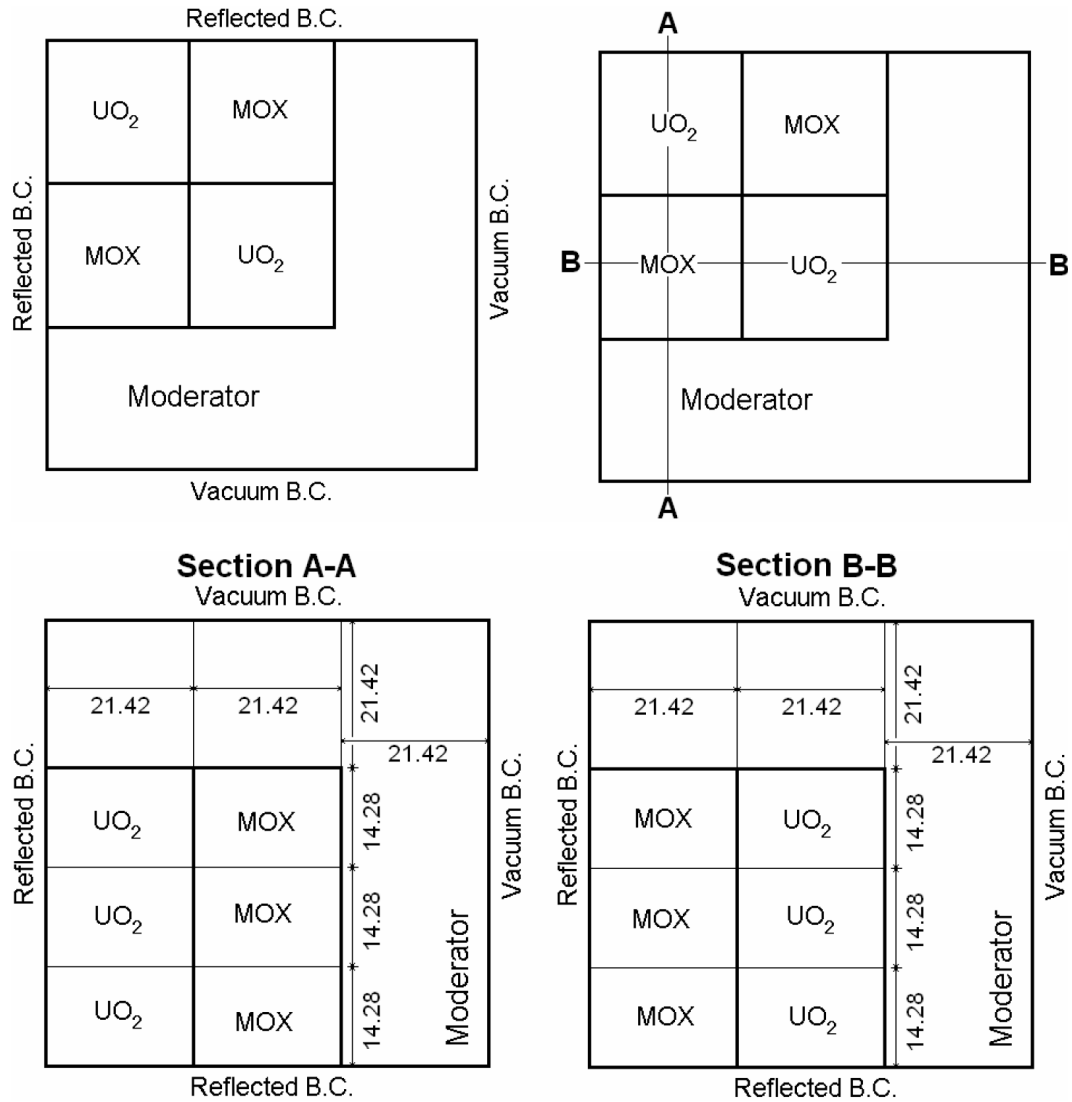 Reflected B.C.
UO2
MOX
MOX
UO2
Moderator
Reflected B.C.
Vacuum B.C.
Vacuum B.C.
A
UO2
MOX
B
MOX
UO2
B
Moderator
A
Section A-A
Vacuum B.C.
21.42
21.42
21.42
21.42
Reflected B.C.
Vacuum B.C.
UO2
MOX
14.28
UO2
MOX
14.28
UO2
MOX
14.28
Moderator
Reflected B.C.
Section B-B
Vacuum B.C.
21.42
21.42
21.42
21.42
Reflected B.C.
Vacuum B.C.
MOX
UO2
14.28
MOX
UO2
14.28
MOX
UO2
14.28
Moderator
Reflected B.C.